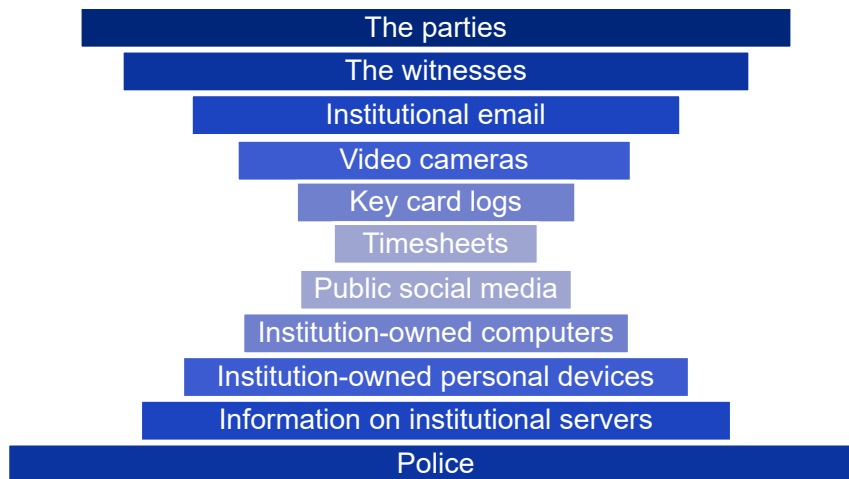 The parties
The witnesses
Institutional email
Video cameras
Key card logs
Timesheets
Public social media
Institution-owned computers
Institution-owned personal devices
Information on institutional servers
Police